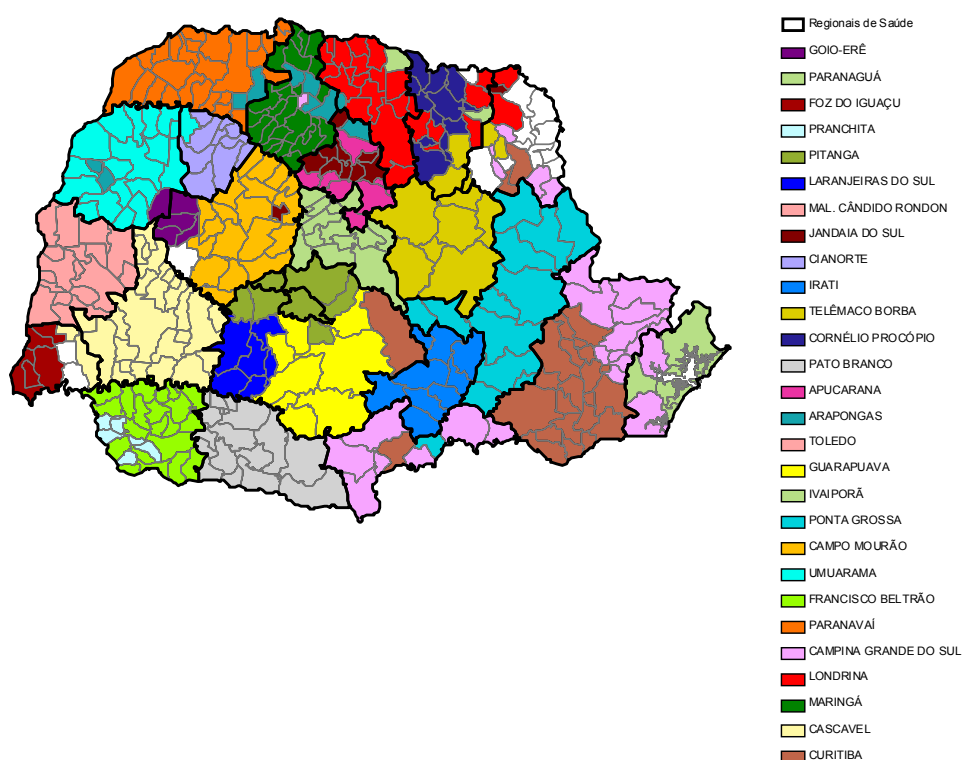 Regionais de Saúde
GOIO-ERÊ
PARANAGUÁ
FOZ DO IGUAÇU
PRANCHITA
PITANGA
LARANJEIRAS DO SUL
MAL. CÂNDIDO RONDON
JANDAIA DO SUL
CIANORTE
IRATI
TELÊMACO BORBA
CORNÉLIO PROCÓPIO
PATO BRANCO
APUCARANA
ARAPONGAS
TOLEDO
GUARAPUAVA
IVAIPORÃ
PONTA GROSSA
CAMPO MOURÃO
UMUARAMA
FRANCISCO BELTRÃO
PARANAVAÍ
CAMPINA GRANDE DO SUL
LONDRINA
MARINGÁ
CASCAVEL
CURITIBA